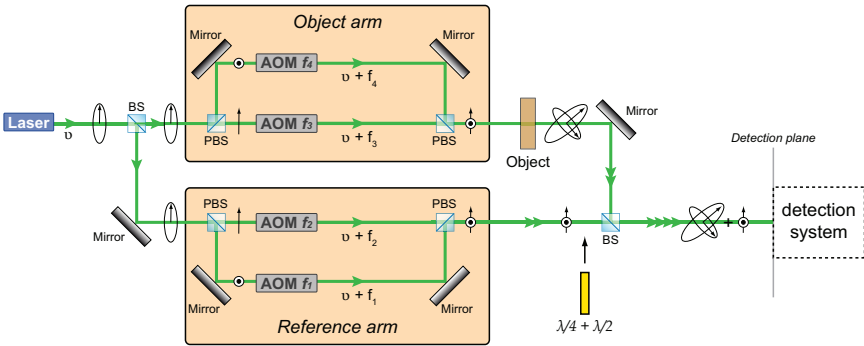 Object arm
Mirror
Mirror
AOM f4
υ + f4
Laser
υ
BS
PBS
AOM f3
υ + f3
PBS
Object
Mirror
Detection plane
PBS
AOM f2
υ + f2
PBS
Mirror
BS
detection
system
Mirror
AOM f1
υ + f1
Mirror
Reference arm
λ/4 + λ/2
+